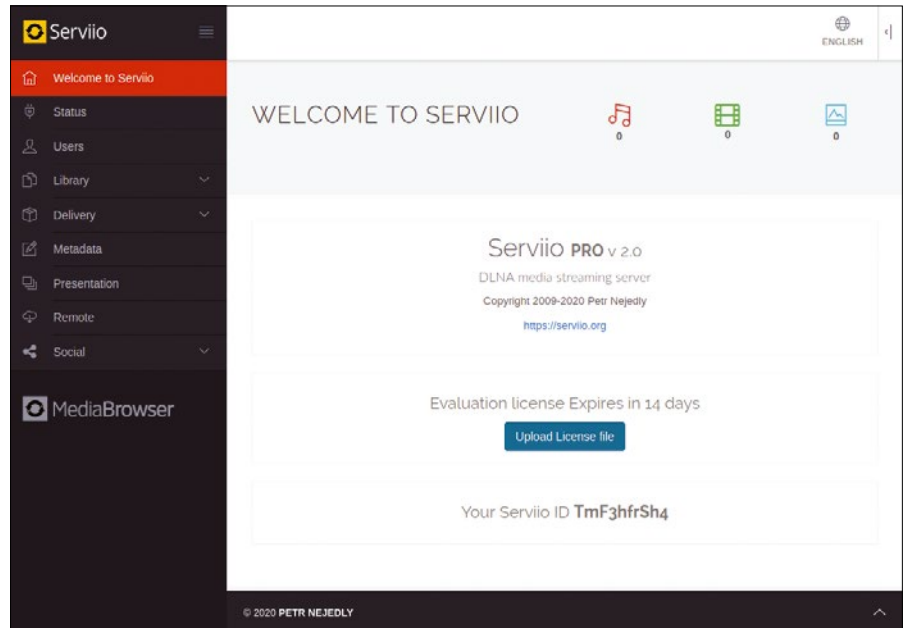 Serviio
ENGLISH
Welcome to Serviio
Status
Users
Library
Delivery
Metadata
Presentation
Remote
Social
MediaBrowser
WELCOME TO SERVIIO
0
0
0
Serviio PRO v 2.0
DLNA media streaming server
Copyright 2009-2020 Petr Nejedly
https://serviio.org
Evaluation license Expires in 14 days
Upload License file
Your Serviio ID TmF3hfrSh4
© 2020 PETR NEJEDLY